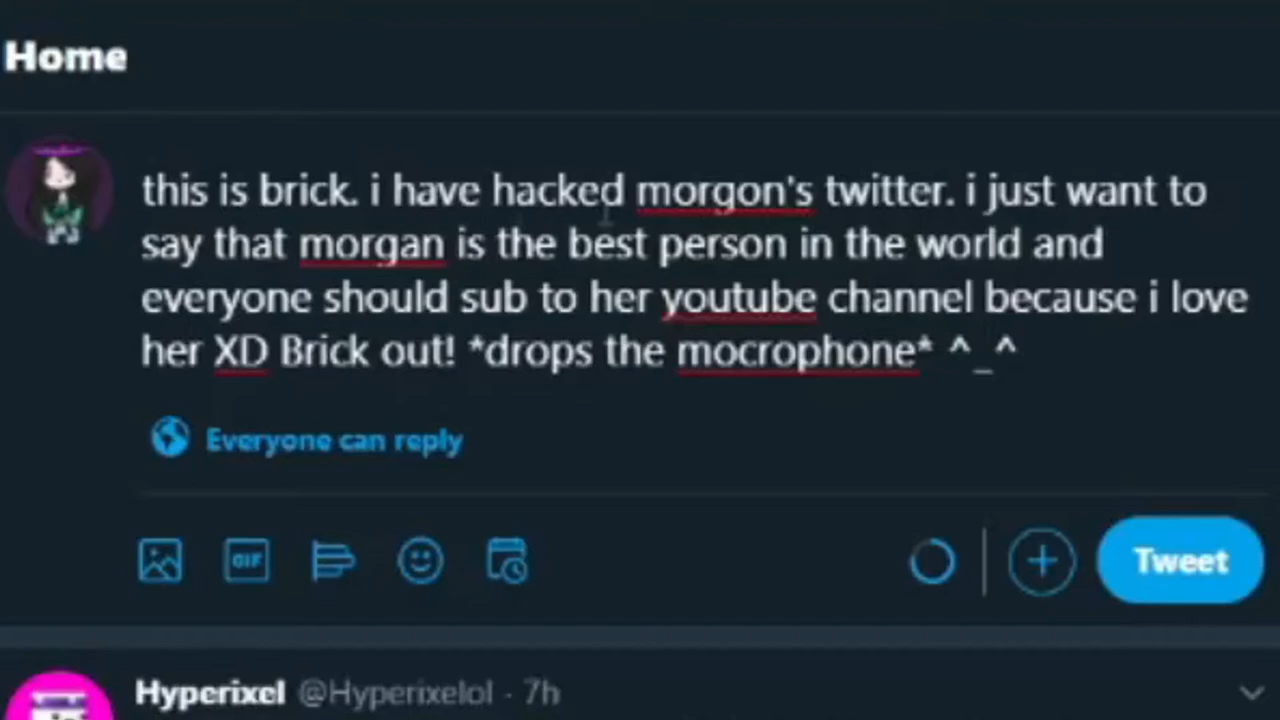 Home
this is brick. i have hacked morgon's twitter. i just want to
say that morgan is the best person in the world and
everyone should sub to her youtube channel because i love
her XD Brick out! *drops the mocrophone* ^_^
Everyone can reply
GIF
Tweet
Hyperixel @Hyperixelol · 7h